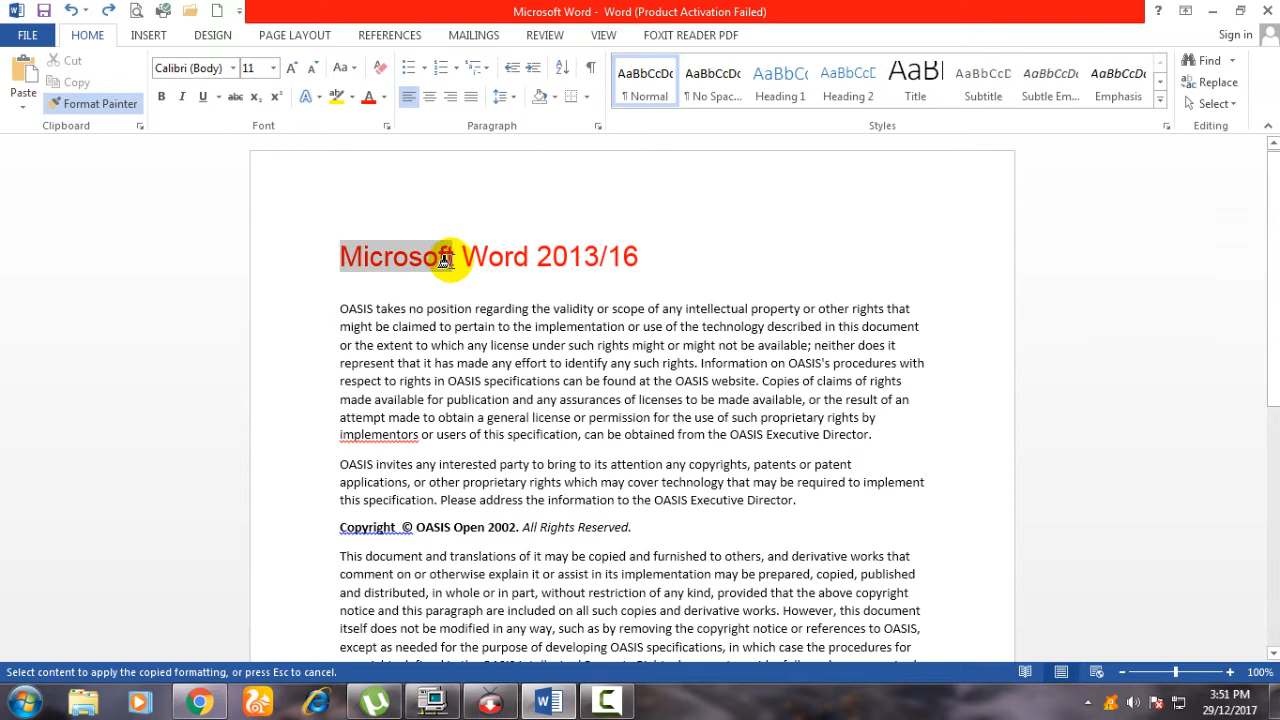 Microsoft Word -  Word (Product Activation Failed)
FILE HOME INSERT DESIGN PAGE LAYOUT REFERENCES MAILINGS REVIEW VIEW FOXIT READER PDF Sign in
Paste
Cut
Copy
Format Painter
Clipboard
Calibri (Body) 11
Font
Paragraph
AaBbCcDc AaBbCcDc AaBbCc AaBbCcC AaBl AaBbCcD AaBbCcDc AaBbCcDc
¶ Normal ¶ No Spac... Heading 1 Heading 2 Title Subtitle Subtle Em... Emphasis
Styles
Find
Replace
Select
Editing
Microsoft Word 2013/16
OASIS takes no position regarding the validity or scope of any intellectual property or other rights that
might be claimed to pertain to the implementation or use of the technology described in this document
or the extent to which any license under such rights might or might not be available; neither does it
represent that it has made any effort to identify any such rights. Information on OASIS's procedures with
respect to rights in OASIS specifications can be found at the OASIS website. Copies of claims of rights
made available for publication and any assurances of licenses to be made available, or the result of an
attempt made to obtain a general license or permission for the use of such proprietary rights by
implementors or users of this specification, can be obtained from the OASIS Executive Director.
OASIS invites any interested party to bring to its attention any copyrights, patents or patent
applications, or other proprietary rights which may cover technology that may be required to implement
this specification. Please address the information to the OASIS Executive Director.
Copyright © OASIS Open 2002. All Rights Reserved.
This document and translations of it may be copied and furnished to others, and derivative works that
comment on or otherwise explain it or assist in its implementation may be prepared, copied, published
and distributed, in whole or in part, without restriction of any kind, provided that the above copyright
notice and this paragraph are included on all such copies and derivative works. However, this document
itself does not be modified in any way, such as by removing the copyright notice or references to OASIS,
except as needed for the purpose of developing OASIS specifications, in which case the procedures for
Select content to apply the copied formatting, or press Esc to cancel.
100%
3:51 PM
29/12/2017